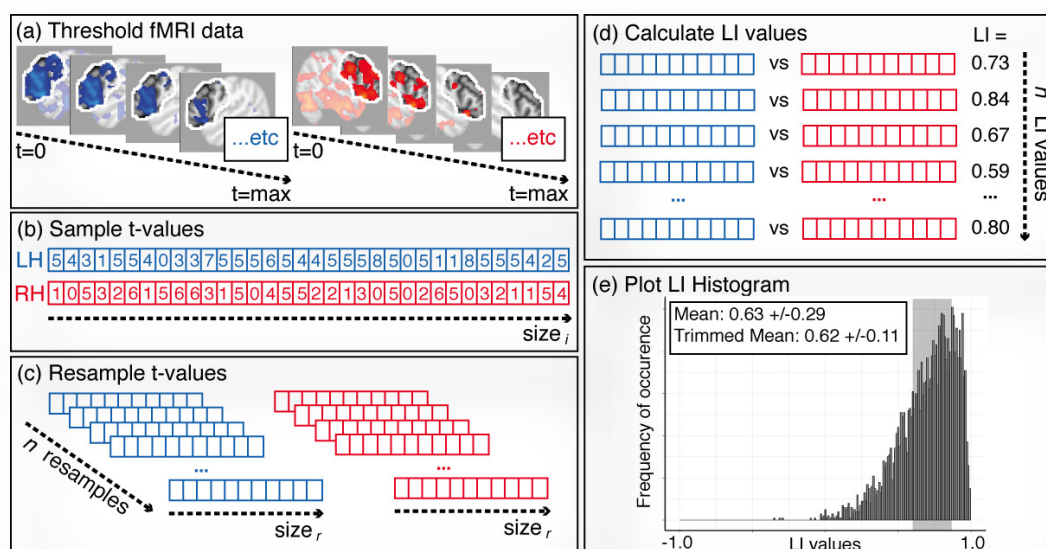 (a) Threshold fMRI data
...etc
...etc
t=0
t=0
t=max
t=max
(b) Sample t-values
LH 5 4 3 1 5 5 4 0 3 3 7 5 5 5 6 5 4 4 5 5 5 8 5 0 5 1 1 8 5 5 5 4 2 5
RH 1 0 5 3 2 6 1 5 6 6 3 1 5 0 4 5 5 2 2 1 3 0 5 0 2 6 5 0 3 2 1 1 5 4
size i
(c) Resample t-values
n resamples
...
...
size r
size r
(d) Calculate LI values
LI =
vs 0.73
vs 0.84
vs 0.67
vs 0.59
... ... ...
vs 0.80
n LI values
(e) Plot LI Histogram
Mean: 0.63 +/-0.29
Trimmed Mean: 0.62 +/-0.11
Frequency of occurence
-1.0 1.0
LI values